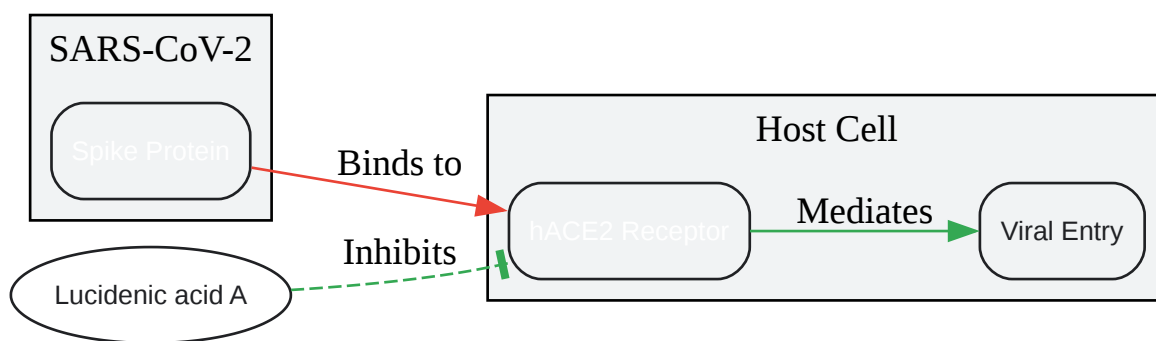 SARS-CoV-2
Spike Protein
Binds to
Host Cell
hACE2 Receptor
Mediates
Viral Entry
Inhibits
Lucidenic acid A